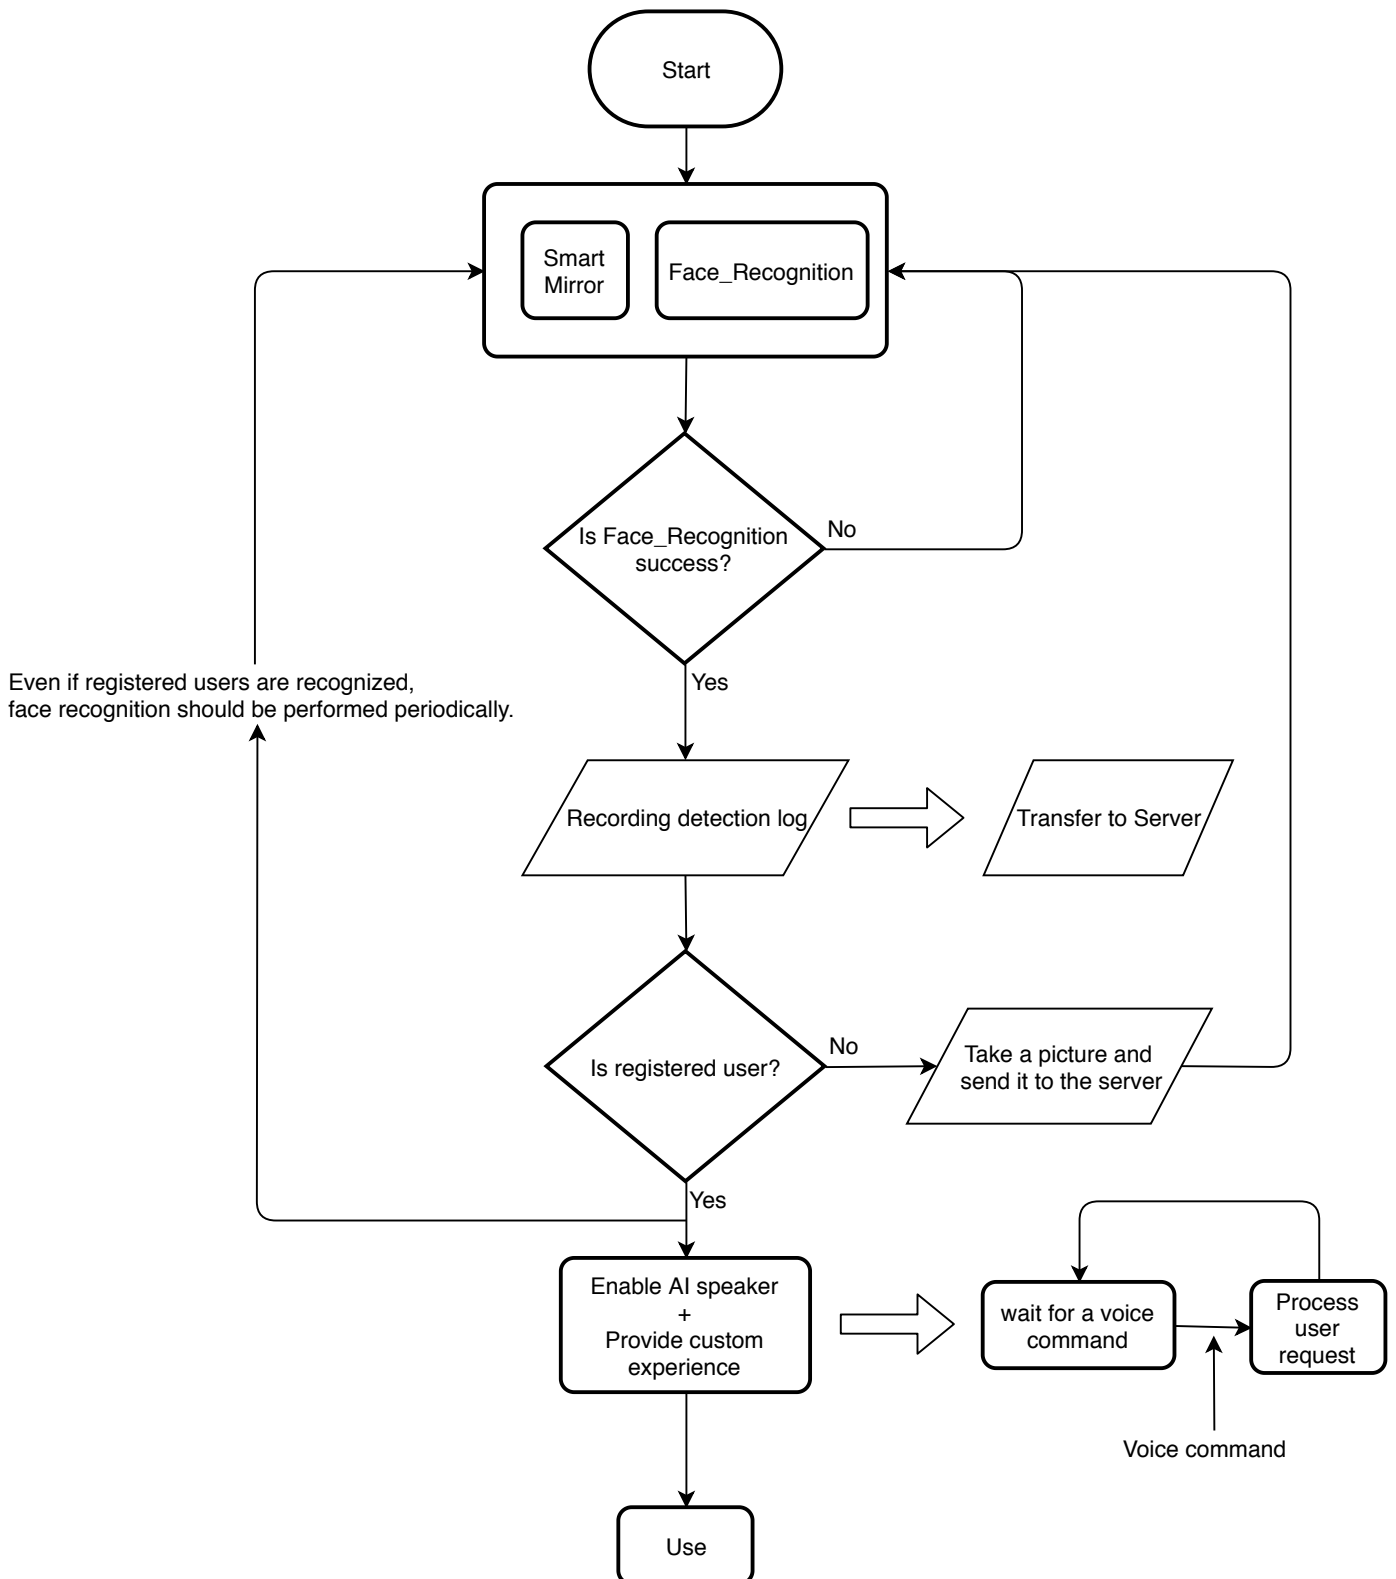 Start
Smart
Mirror
Face_Recognition
Is Face_Recognition
success?
No
Yes
Even if registered users are recognized,
face recognition should be performed periodically.
Recording detection log
Transfer to Server
Is registered user?
No
Take a picture and
send it to the server
Yes
Enable AI speaker
+
Provide custom
experience
wait for a voice
command
Process
user
request
Voice command
Use